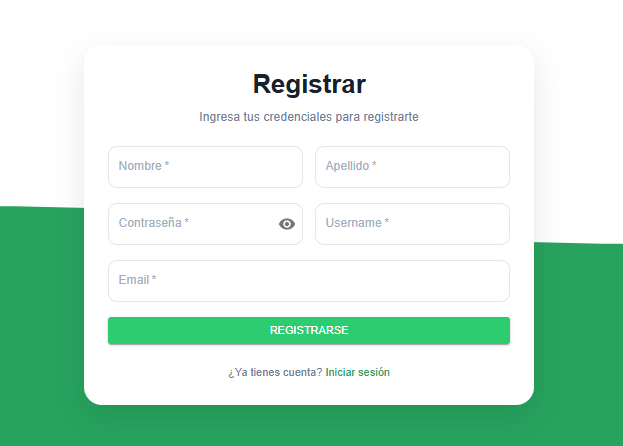 Registrar
Ingresa tus credenciales para registrarte
Nombre *
Apellido *
Contraseña *
Username *
Email *
REGISTRARSE
¿Ya tienes cuenta? Iniciar sesión